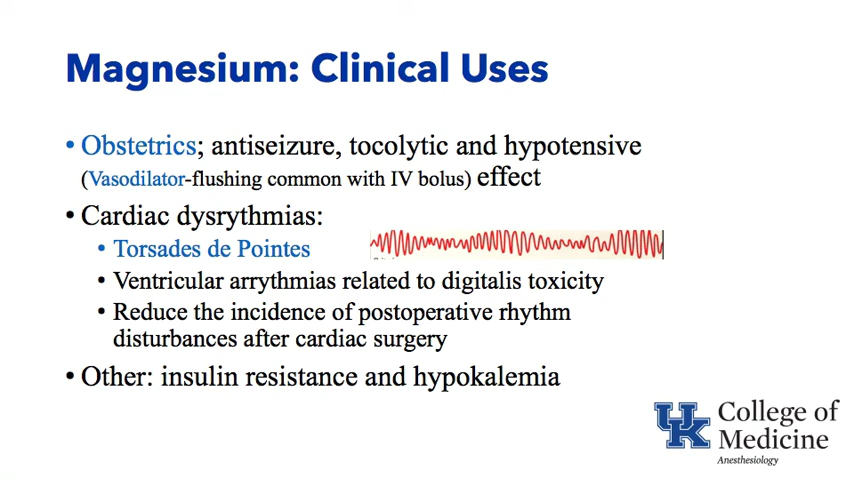 Magnesium: Clinical Uses
• Obstetrics; antiseizure, tocolytic and hypotensive
(Vasodilator-flushing common with IV bolus) effect
• Cardiac dysrythmias:
• Torsades de Pointes
• Ventricular arrythmias related to digitalis toxicity
• Reduce the incidence of postoperative rhythm
disturbances after cardiac surgery
• Other: insulin resistance and hypokalemia
UK
College of
Medicine
Anesthesiology